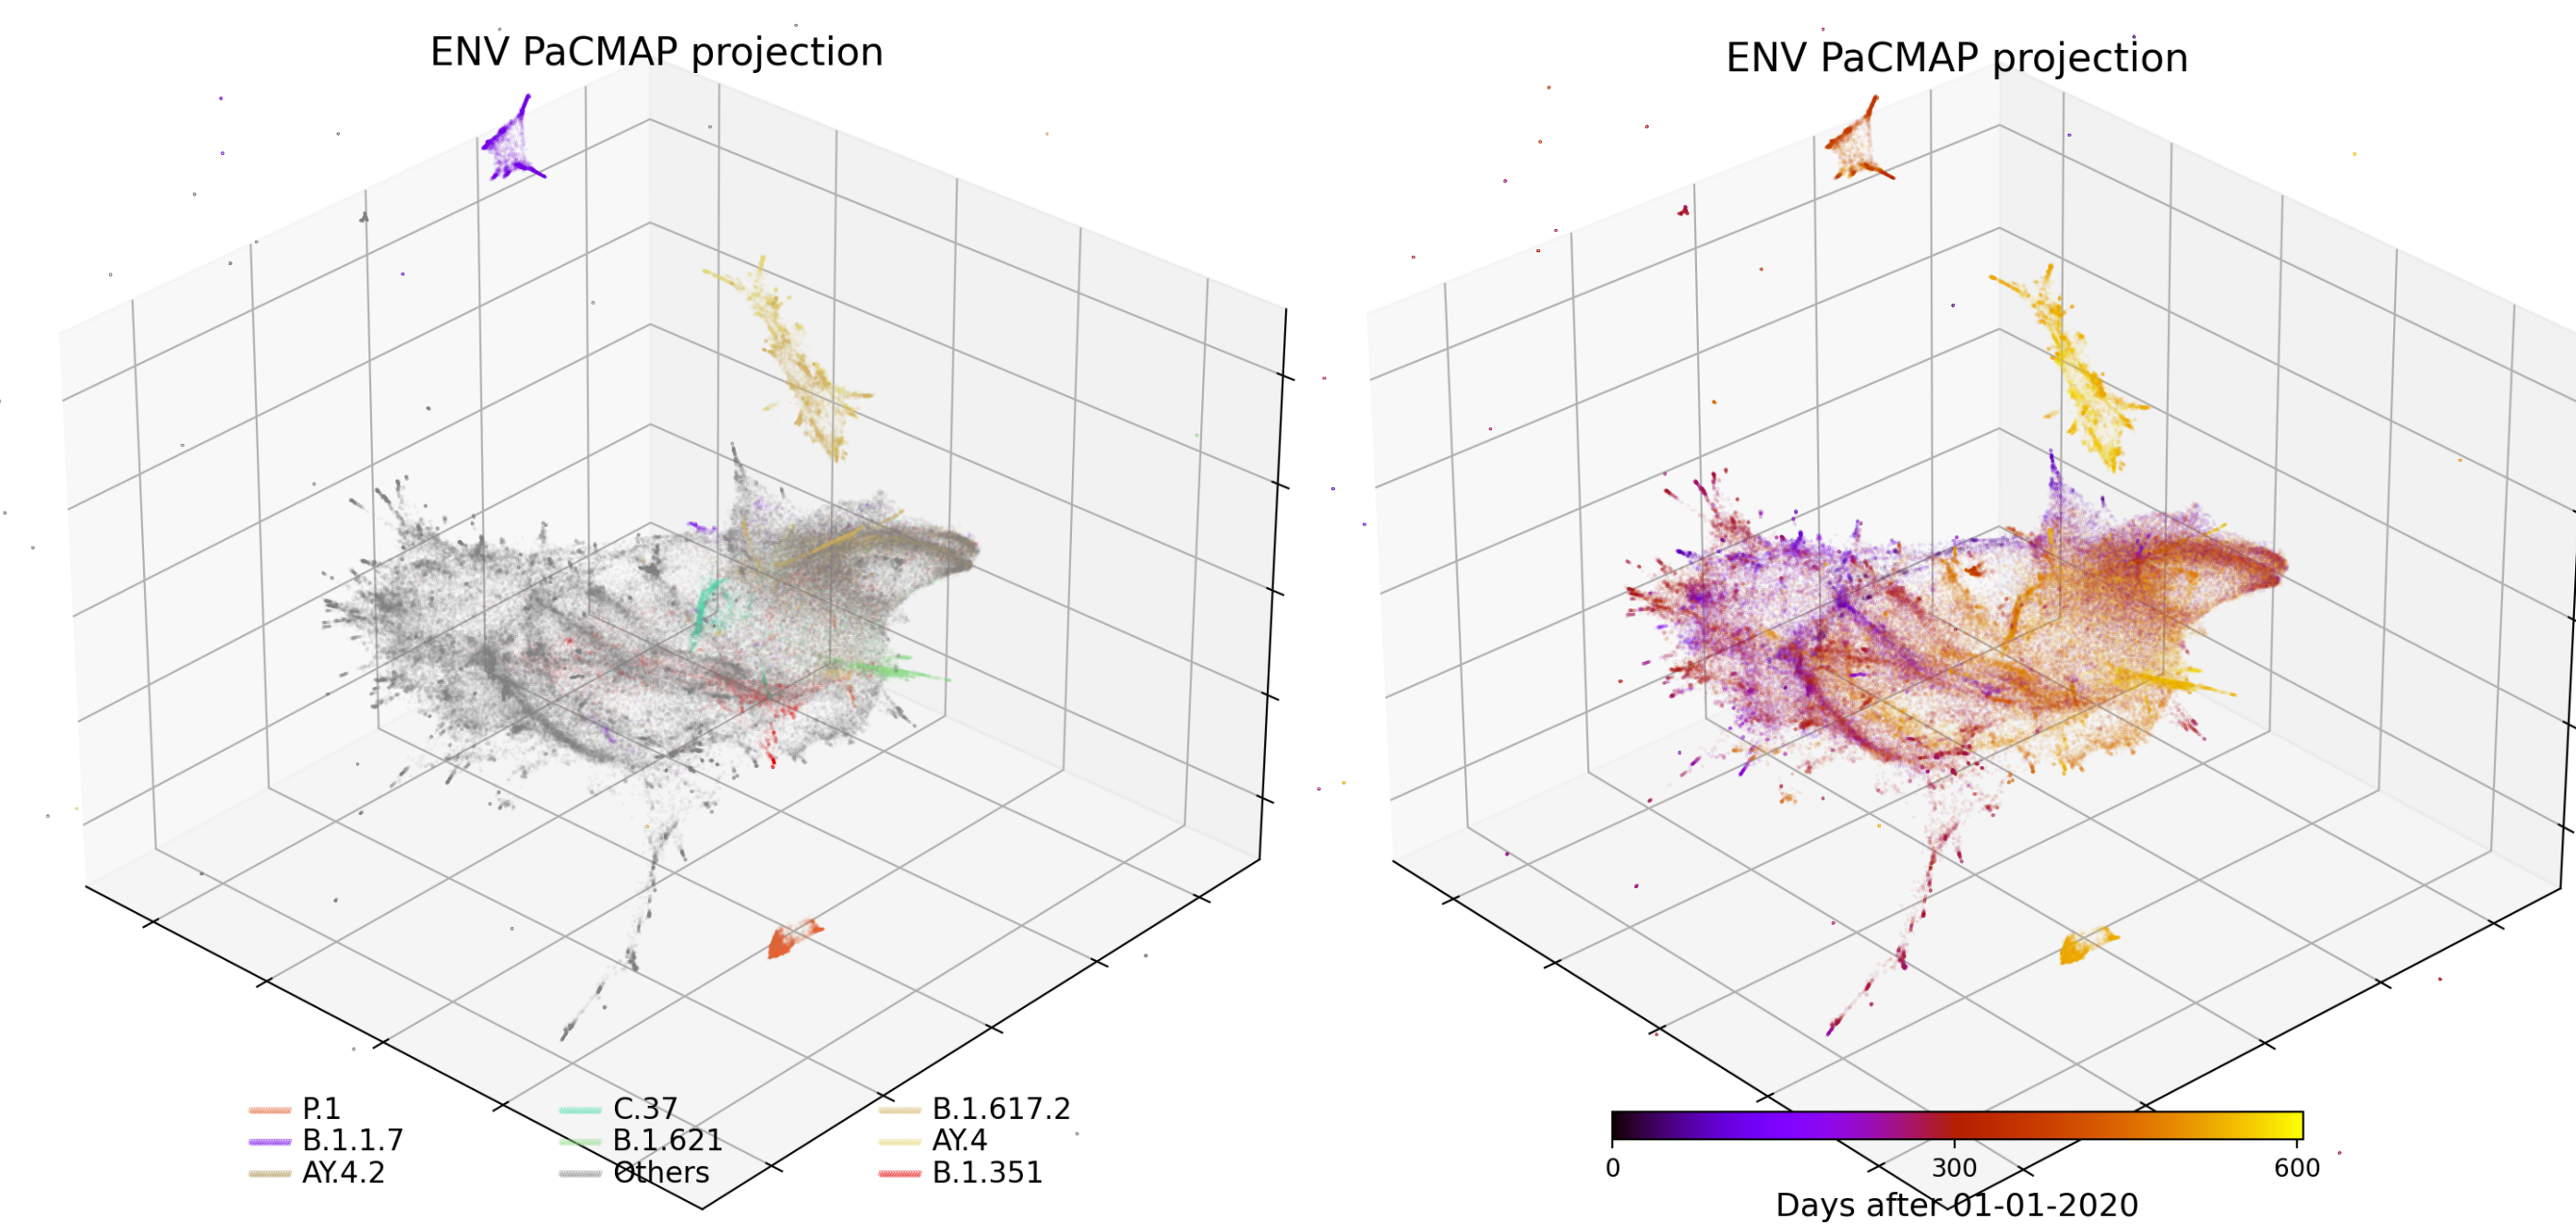 ENV PaCMAP projection
P.1
B.1.1.7
AY.4.2
C.37
B.1.621
Others
B.1.617.2
AY.4
B.1.351
ENV PaCMAP projection
0 300 600
Days after 01-01-2020